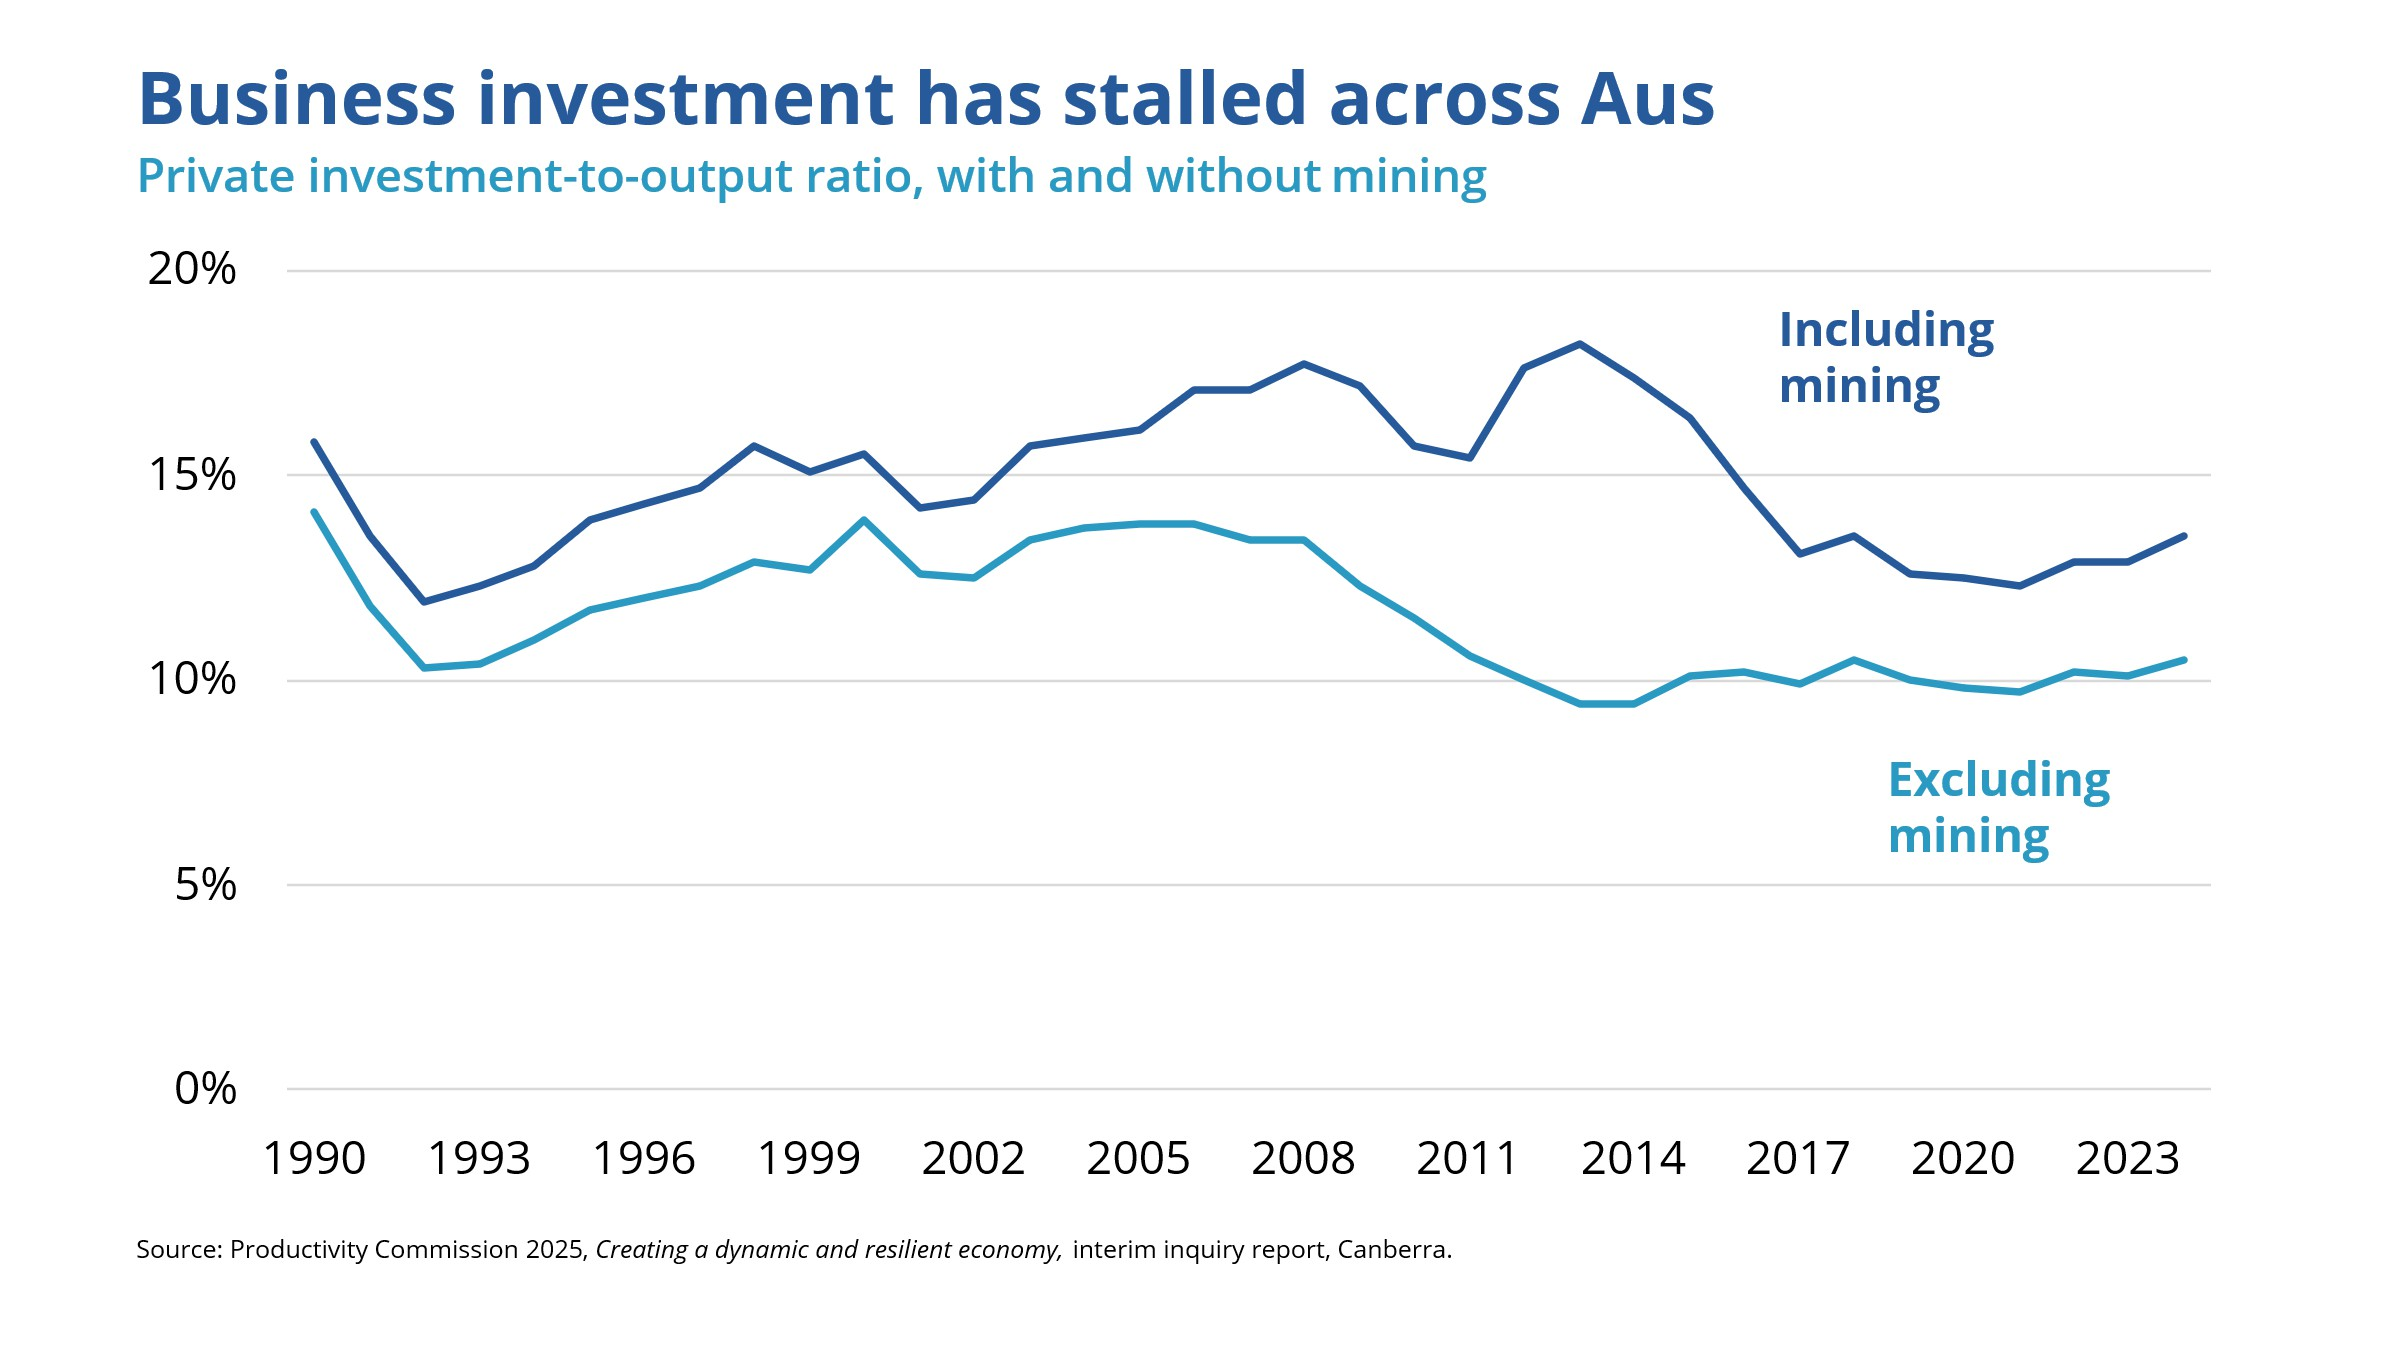 Business investment has stalled across Aus
Private investment-to-output ratio, with and without mining
20%
Including
mining
15%
10%
Excluding
mining
5%
0%
1990 1993 1996 1999 2002 2005 2008 2011 2014 2017 2020 2023
Source: Productivity Commission 2025, Creating a dynamic and resilient economy, interim inquiry report, Canberra.